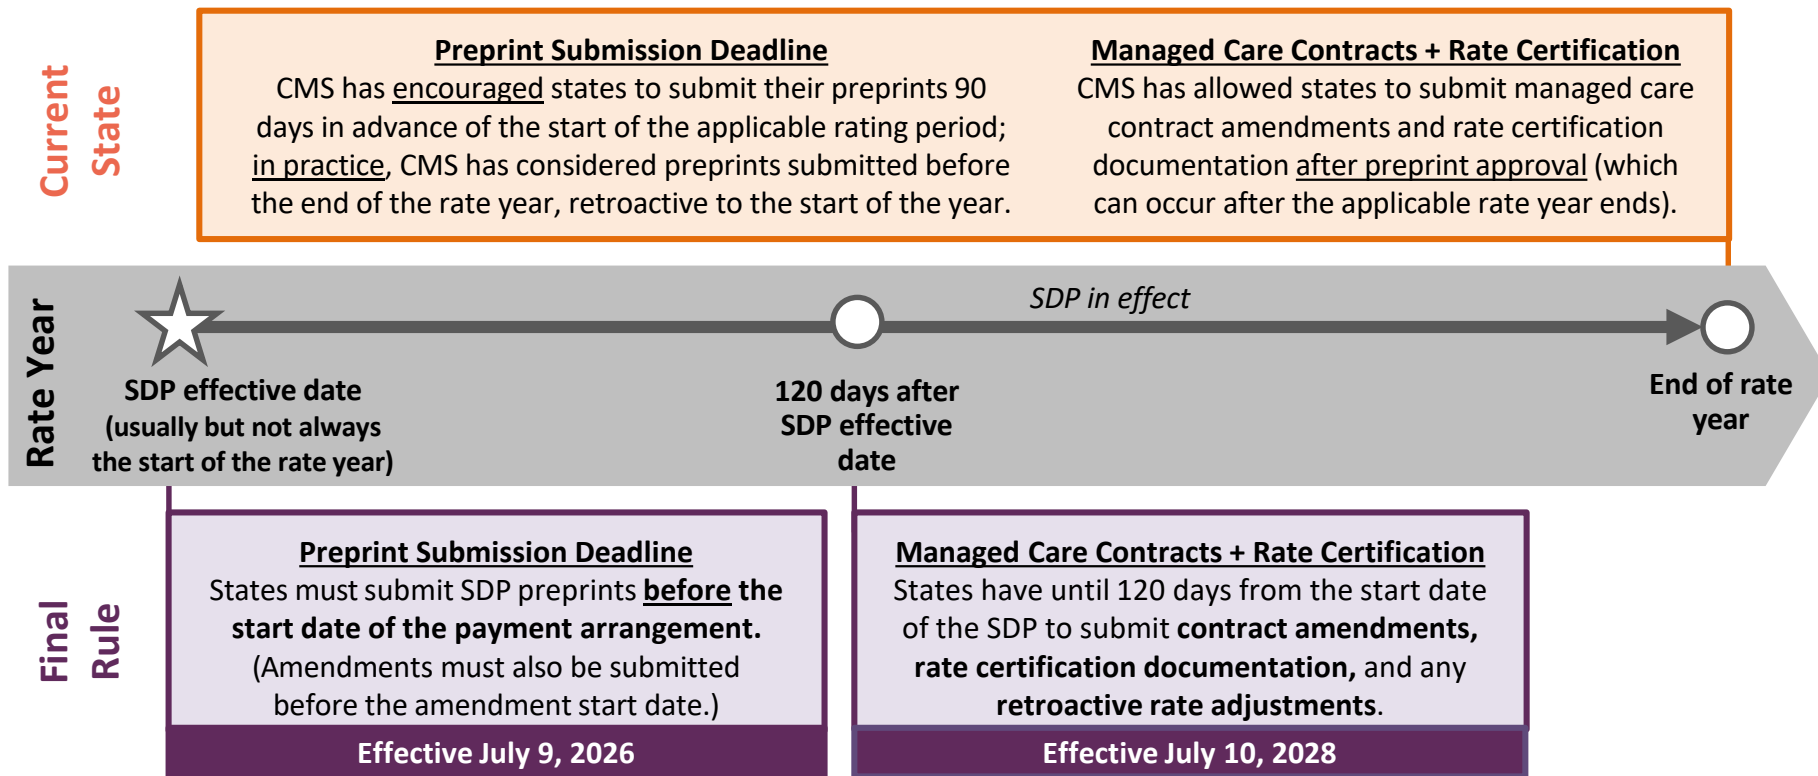 Current
State
Preprint Submission Deadline
CMS has encouraged states to submit their preprints 90
days in advance of the start of the applicable rating period;
in practice, CMS has considered preprints submitted before
the end of the rate year, retroactive to the start of the year.
Managed Care Contracts + Rate Certification
CMS has allowed states to submit managed care
contract amendments and rate certification
documentation after preprint approval (which
can occur after the applicable rate year ends).
Rate Year
SDP in effect
SDP effective date
(usually but not always
the start of the rate year)
120 days after
SDP effective
date
End of rate
year
Final
Rule
Preprint Submission Deadline
States must submit SDP preprints before the
start date of the payment arrangement.
(Amendments must also be submitted
before the amendment start date.)
Effective July 9, 2026
Managed Care Contracts + Rate Certification
States have until 120 days from the start date
of the SDP to submit contract amendments,
rate certification documentation, and any
retroactive rate adjustments.
Effective July 10, 2028